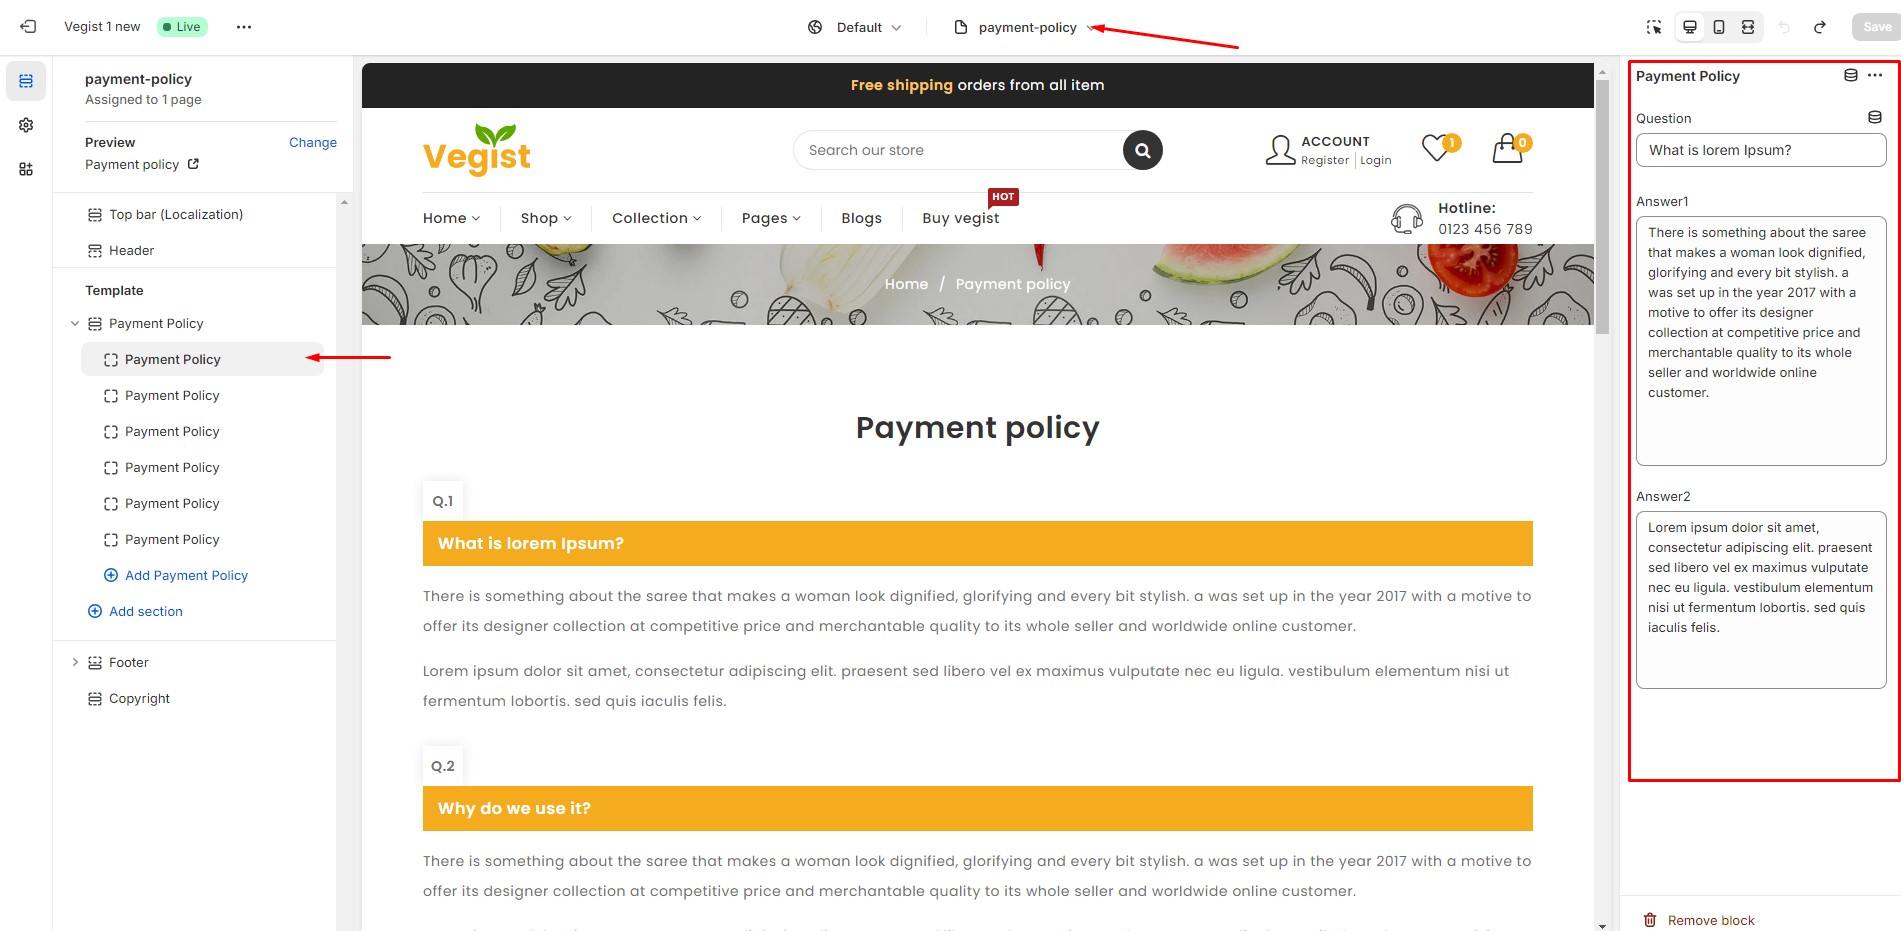 Vegist 1 new
Live
Default
payment-policy
Save
payment-policy
Assigned to 1 page
Preview
Change
Payment policy
Top bar (Localization)
Header
Template
Payment Policy
Payment Policy
Payment Policy
Payment Policy
Payment Policy
Payment Policy
Payment Policy
Add Payment Policy
Add section
Footer
Copyright
Free shipping orders from all item
Vegist
Search our store
ACCOUNT
Register
Login
1
0
HOT
Home
Shop
Collection
Pages
Blogs
Buy vegist
Hotline:
0123 456 789
Home / Payment policy
Payment policy
Q.1
What is lorem Ipsum?
There is something about the saree that makes a woman look dignified, glorifying and every bit stylish. a was set up in the year 2017 with a motive to
offer its designer collection at competitive price and merchantable quality to its whole seller and worldwide online customer.
Lorem ipsum dolor sit amet, consectetur adipiscing elit. praesent sed libero vel ex maximus vulputate nec eu ligula. vestibulum elementum nisi ut
fermentum lobortis. sed quis iaculis felis.
Q.2
Why do we use it?
There is something about the saree that makes a woman look dignified, glorifying and every bit stylish. a was set up in the year 2017 with a motive to
offer its designer collection at competitive price and merchantable quality to its whole seller and worldwide online customer.
Payment Policy
Question
What is lorem Ipsum?
Answer1
There is something about the saree
that makes a woman look dignified,
glorifying and every bit stylish. a
was set up in the year 2017 with a
motive to offer its designer
collection at competitive price and
merchantable quality to its whole
seller and worldwide online
customer.
Answer2
Lorem ipsum dolor sit amet,
consectetur adipiscing elit. praesent
sed libero vel ex maximus vulputate
nec eu ligula. vestibulum elementum
nisi ut fermentum lobortis. sed quis
iaculis felis.
Remove block